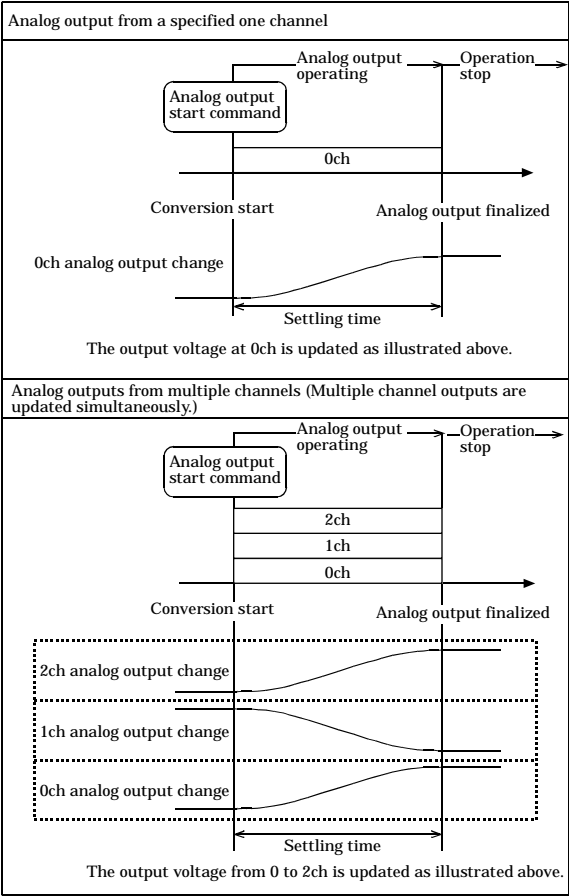 Analog output from a specified one channel
Analog output
operating
Operation
stop
Analog output
start command
0ch
Conversion start
Analog output finalized
0ch analog output change
Settling time
The output voltage at 0ch is updated as illustrated above.
Analog outputs from multiple channels (Multiple channel outputs are
updated simultaneously.)
Analog output
operating
Operation
stop
Analog output
start command
2ch
1ch
0ch
Conversion start
Analog output finalized
2ch analog output change
1ch analog output change
0ch analog output change
Settling time
The output voltage from 0 to 2ch is updated as illustrated above.